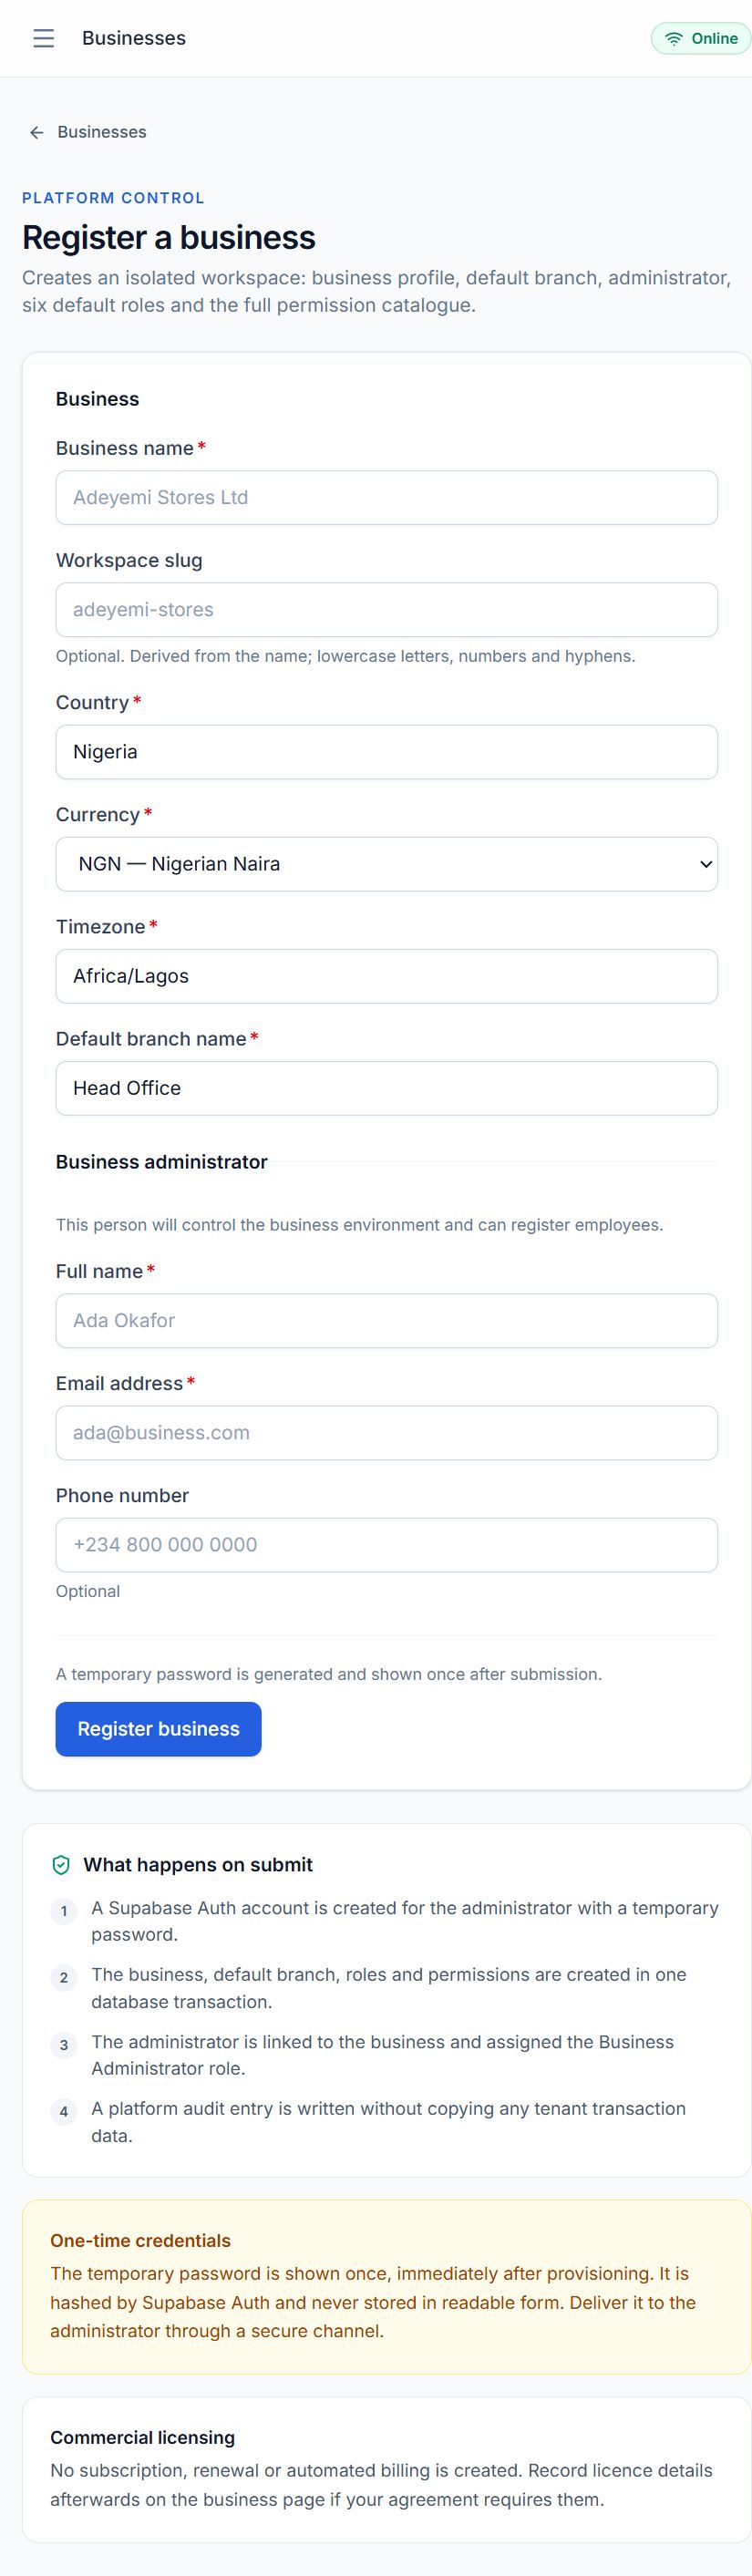 Businesses
Online
Businesses
PLATFORM CONTROL
Register a business
Creates an isolated workspace: business profile, default branch, administrator,
six default roles and the full permission catalogue.
Business
Business name*
Adeyemi Stores Ltd
Workspace slug
adeyemi-stores
Optional. Derived from the name; lowercase letters, numbers and hyphens.
Country*
Nigeria
Currency*
NGN — Nigerian Naira
Timezone*
Africa/Lagos
Default branch name*
Head Office
Business administrator
This person will control the business environment and can register employees.
Full name*
Ada Okafor
Email address*
ada@business.com
Phone number
+234 800 000 0000
Optional
A temporary password is generated and shown once after submission.
Register business
What happens on submit
1 A Supabase Auth account is created for the administrator with a temporary
password.
2 The business, default branch, roles and permissions are created in one
database transaction.
3 The administrator is linked to the business and assigned the Business
Administrator role.
4 A platform audit entry is written without copying any tenant transaction
data.
One-time credentials
The temporary password is shown once, immediately after provisioning. It is
hashed by Supabase Auth and never stored in readable form. Deliver it to the
administrator through a secure channel.
Commercial licensing
No subscription, renewal or automated billing is created. Record licence details
afterwards on the business page if your agreement requires them.